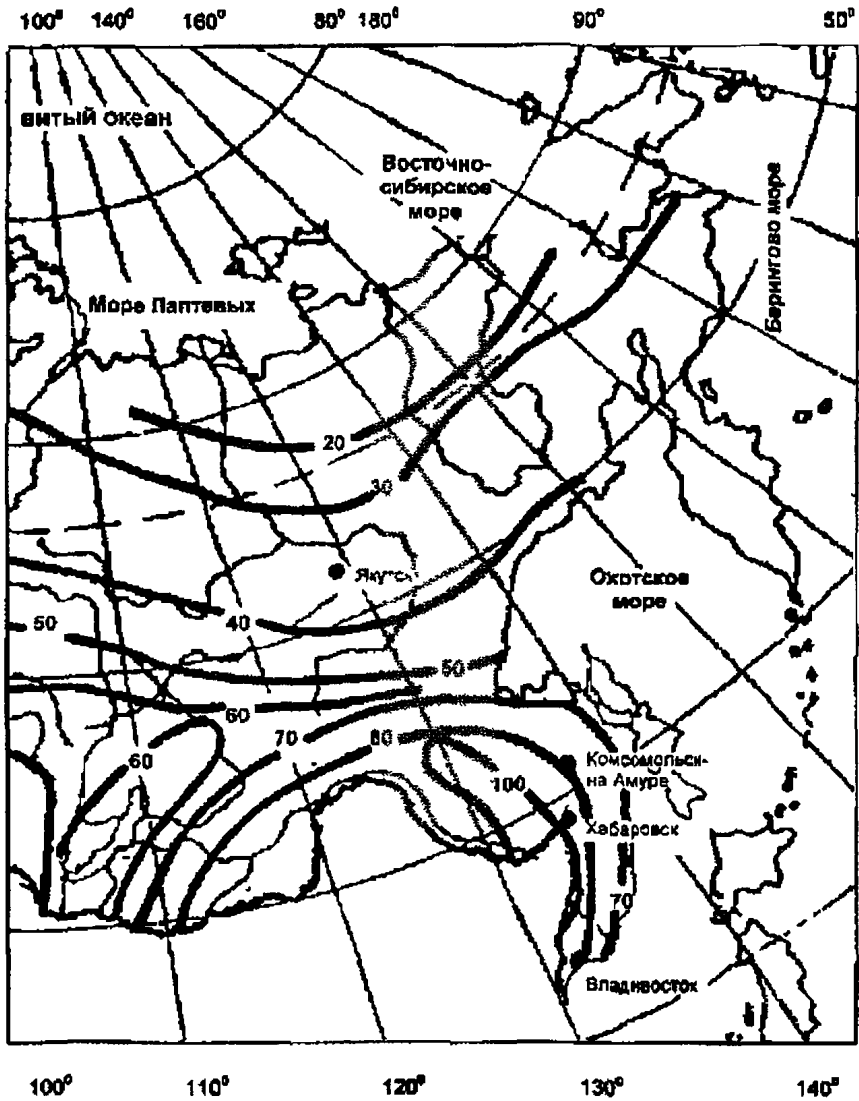 100° 140° 160° 80° 180° 90° 50°
витый океан
Восточно-
сибирское
море
Берингово море
Море Лаптевых
20
30
Якутск
Охотское
море
40
50
50
60
70
80
60
100
Комсомольск-
на Амуре
Хабаровск
70
Владивосток
100° 110° 120° 130° 140°